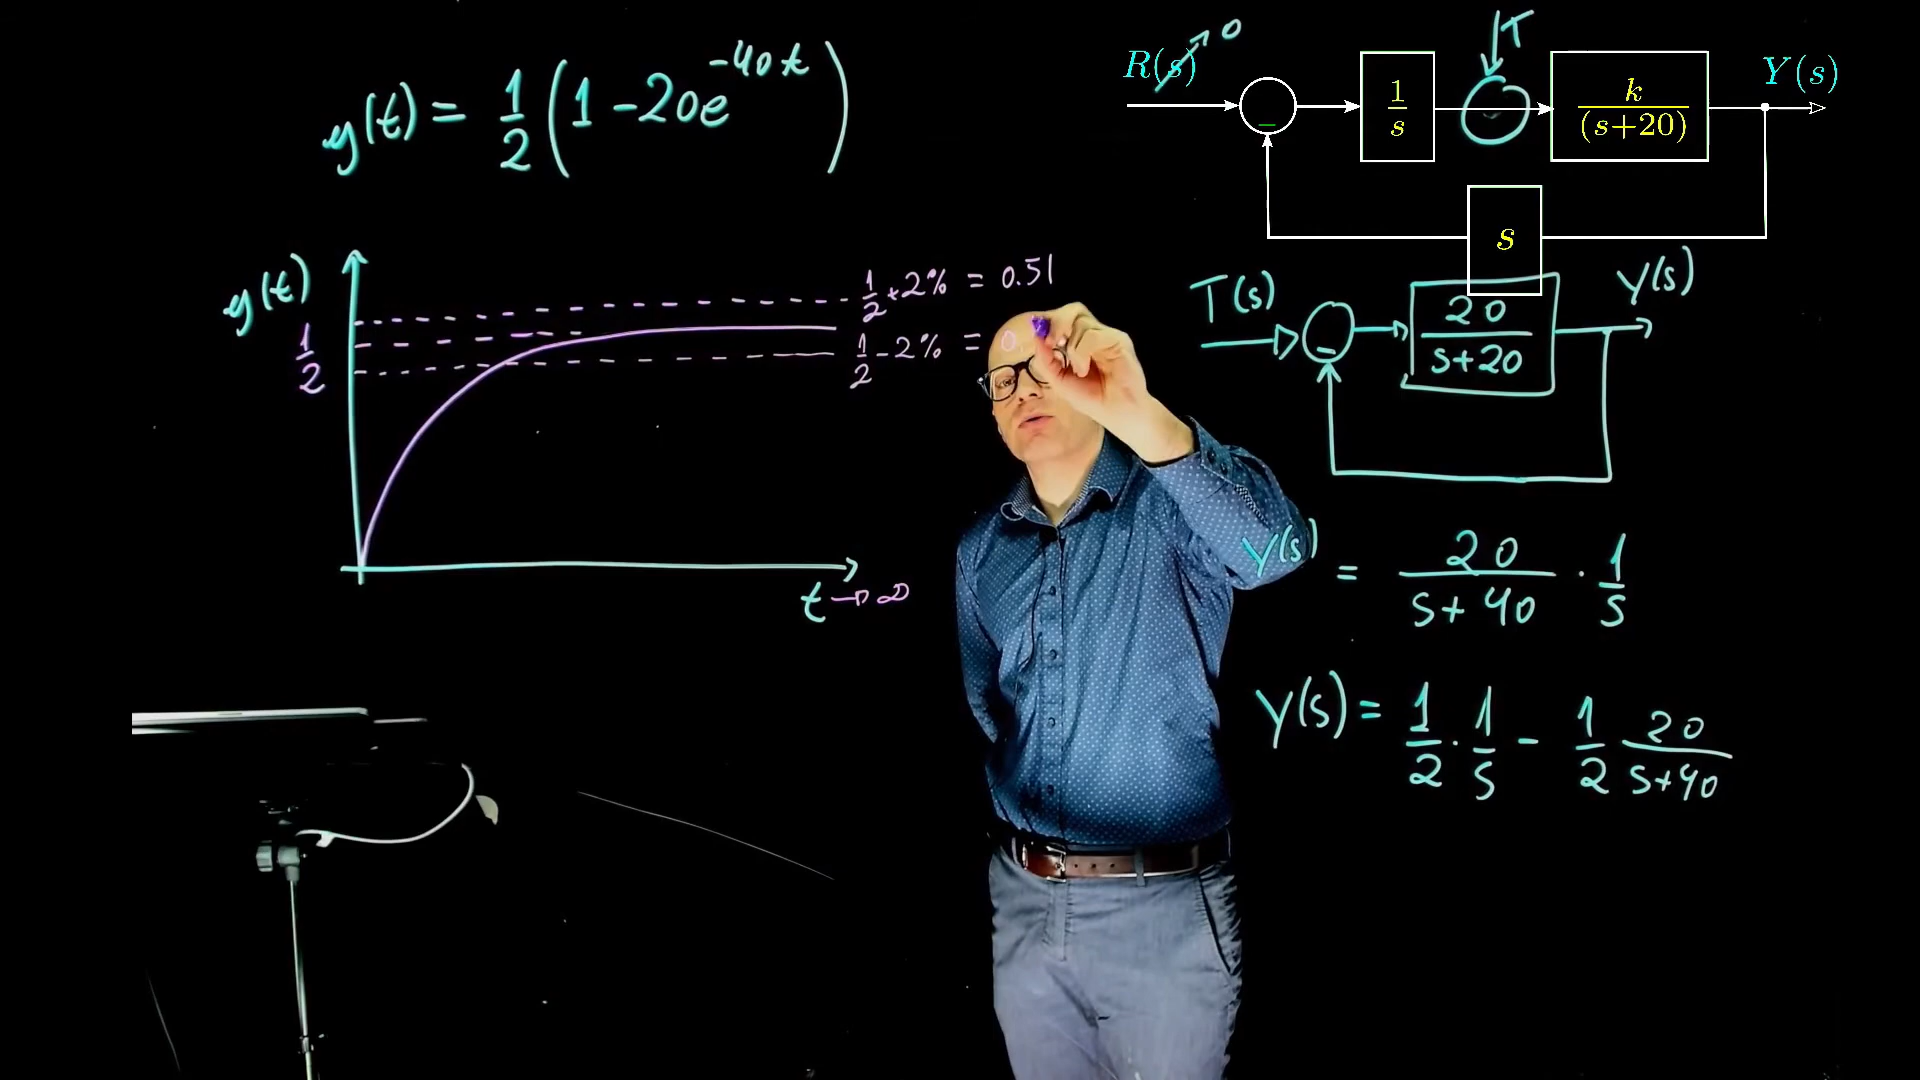 y(t) = 1/2 (1 - 20e^{-40t})
R(s) 0
-
1/s
T
k/(s+20)
Y(s)
s
y(t)
1/2
1/2 + 2% = 0.51
1/2 - 2% = 0
t → ∞
T(s)
-
20/(s+20)
Y(s)
Y(s) = 20/(s+40) · 1/s
Y(s) = 1/2 · 1/s - 1/2 20/(s+40)